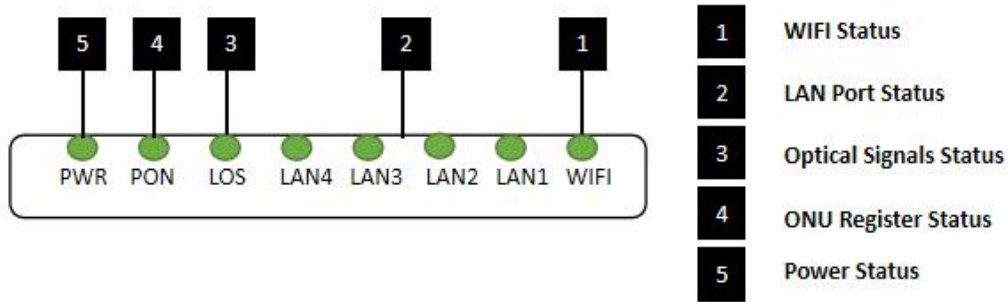 5 4 3 2 1
PWR PON LOS LAN4 LAN3 LAN2 LAN1 WIFI
1 WIFI Status
2 LAN Port Status
3 Optical Signals Status
4 ONU Register Status
5 Power Status